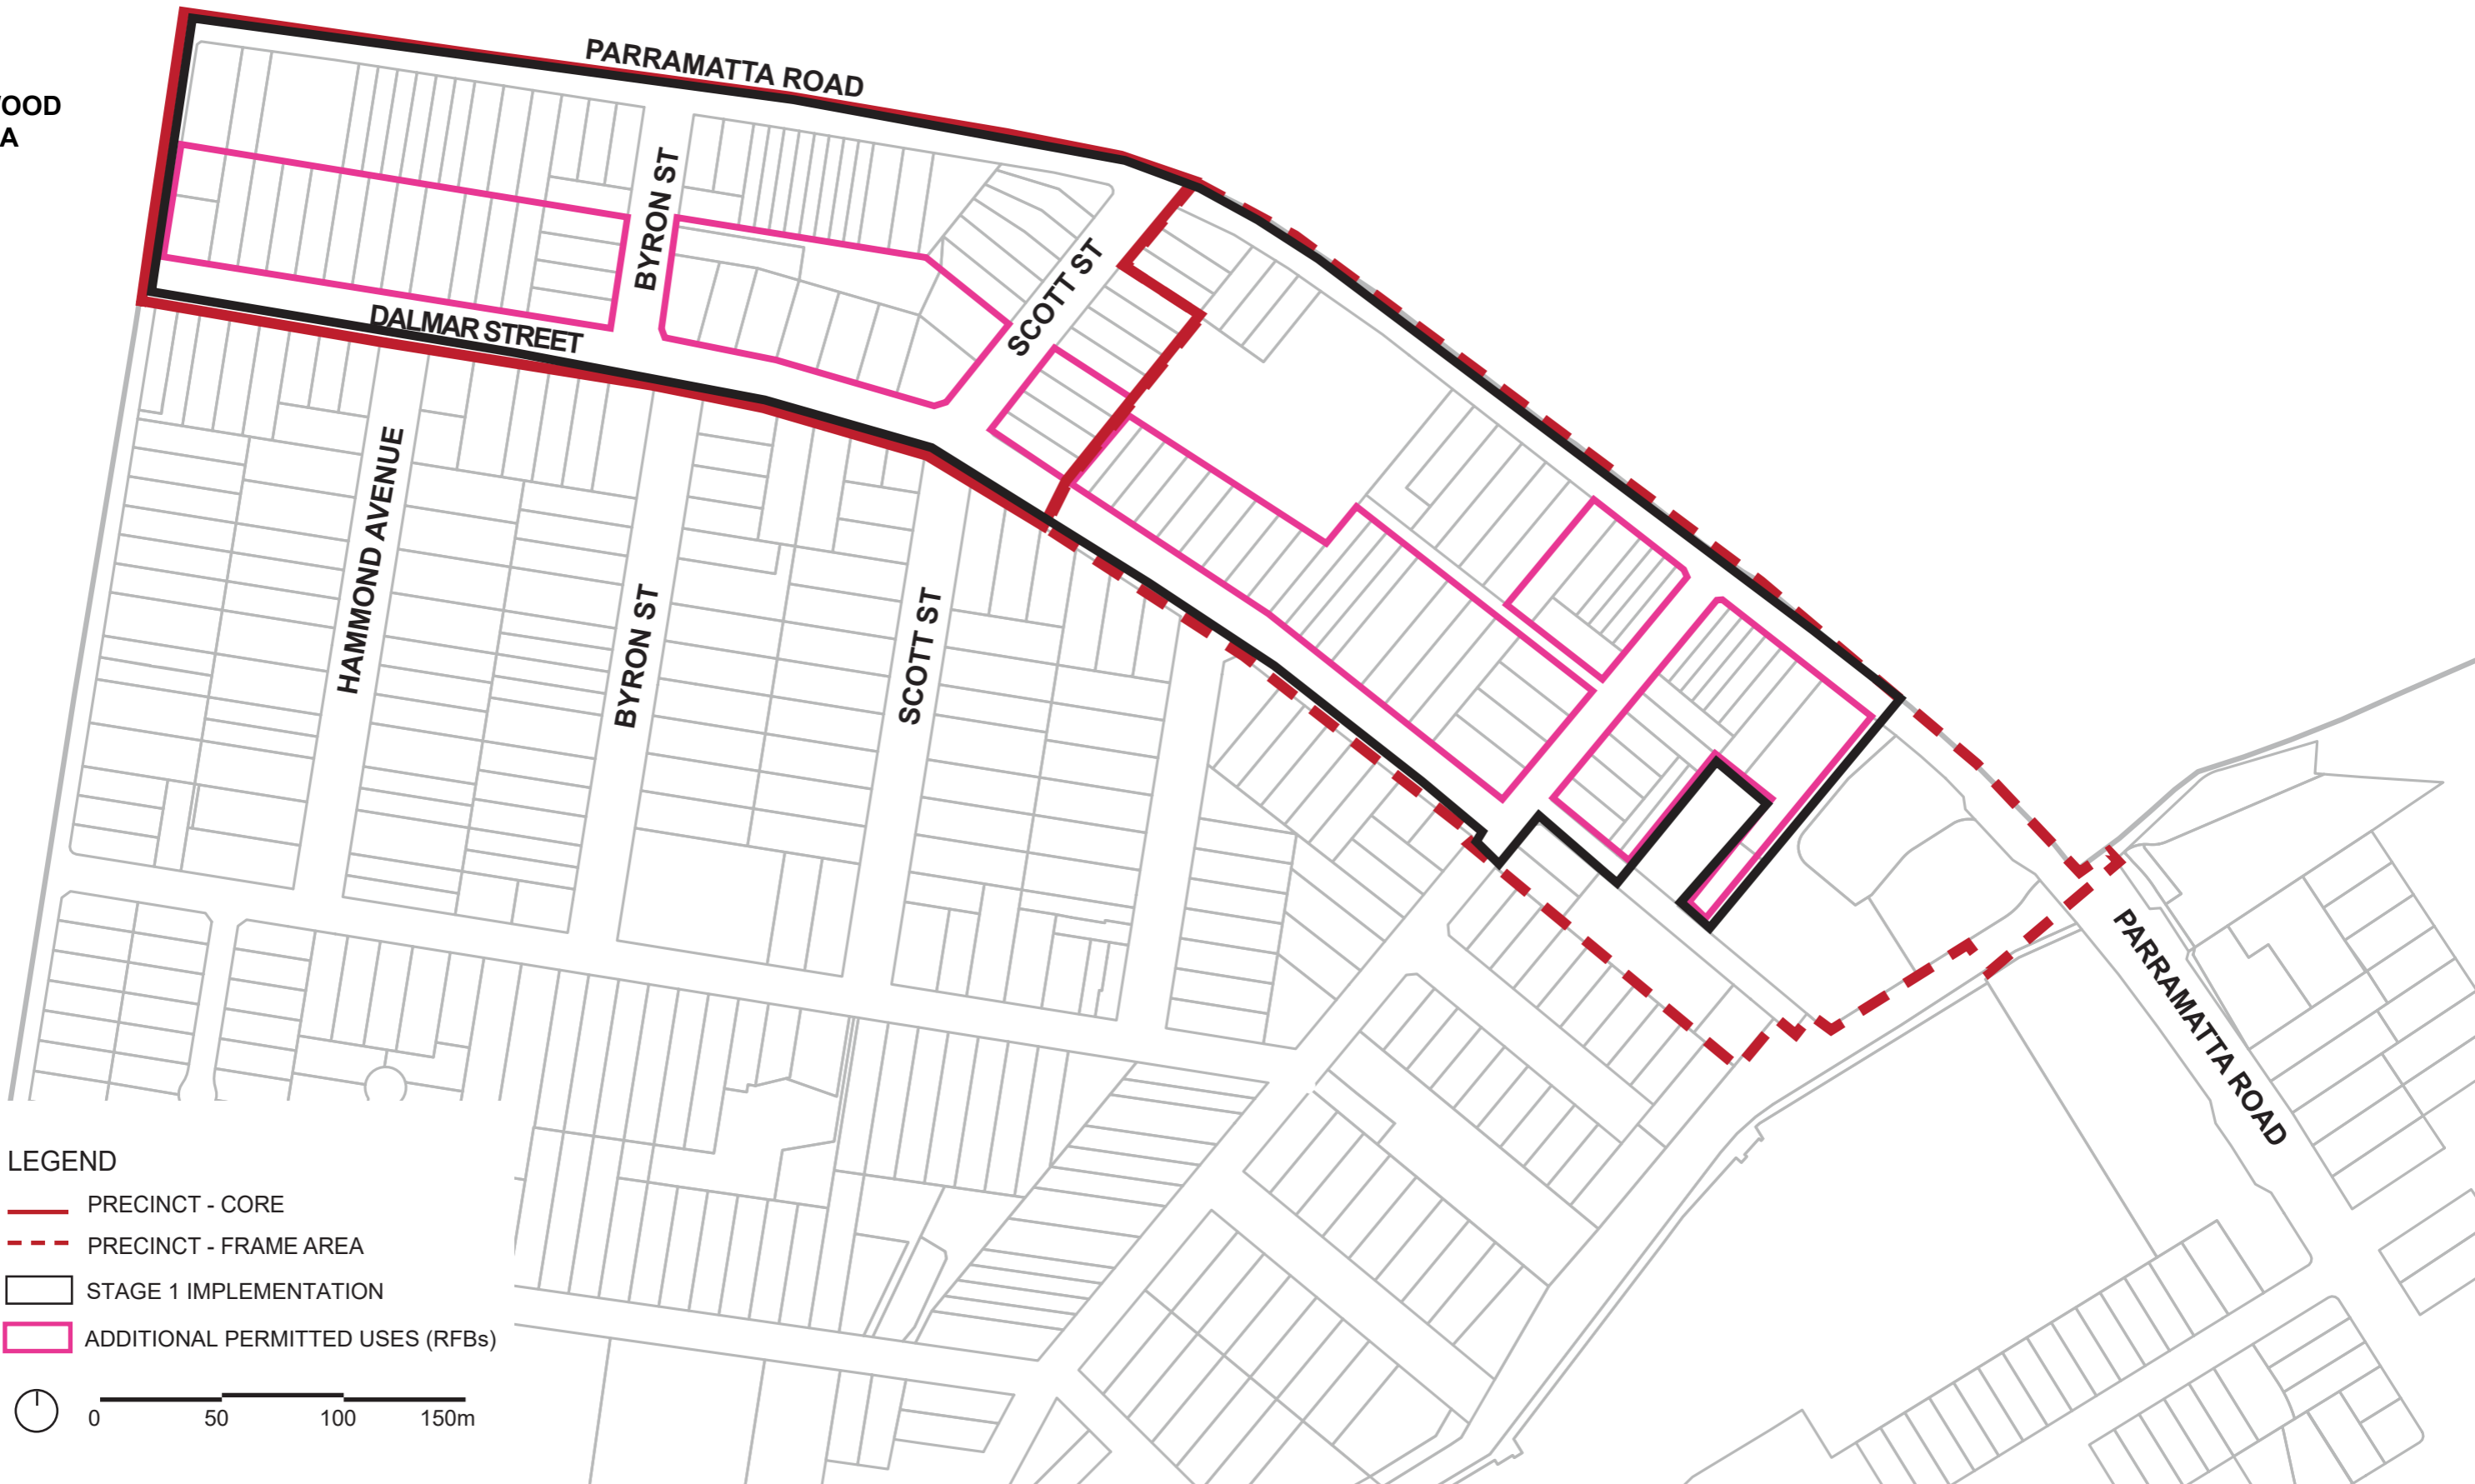 PARRAMATTA ROAD
BYRON ST
SCOTT ST
DALMAR STREET
HAMMOND AVENUE
BYRON ST
SCOTT ST
PARRAMATTA ROAD
LEGEND
PRECINCT - CORE
PRECINCT - FRAME AREA
STAGE 1 IMPLEMENTATION
ADDITIONAL PERMITTED USES (RFBs)
0 50 100 150m